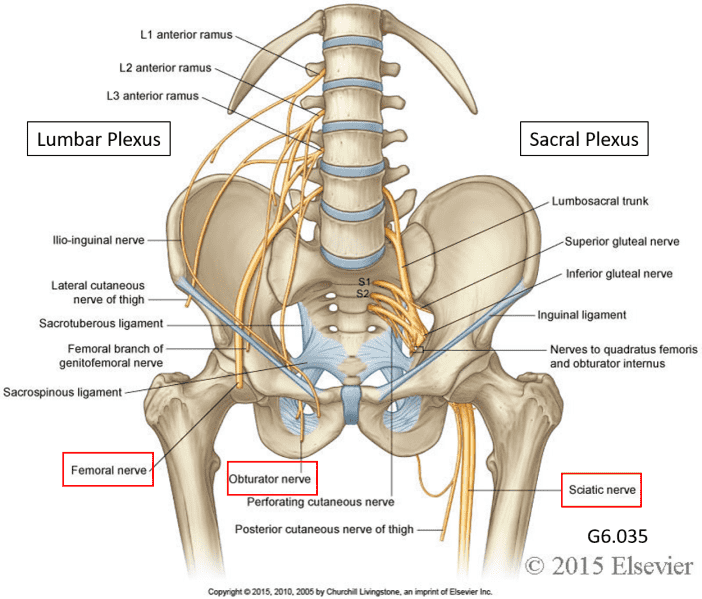 L1 anterior ramus
L2 anterior ramus
L3 anterior ramus
Lumbar Plexus
Sacral Plexus
Lumbosacral trunk
Ilio-inguinal nerve
Superior gluteal nerve
Inferior gluteal nerve
Lateral cutaneous
nerve of thigh
S1
S2
Inguinal ligament
Sacrotuberous ligament
Femoral branch of
genitofemoral nerve
Nerves to quadratus femoris
and obturator internus
Sacrospinous ligament
Femoral nerve
Obturator nerve
Sciatic nerve
Perforating cutaneous nerve
Posterior cutaneous nerve of thigh
G6.035
© 2015 Elsevier
Copyright © 2015, 2010, 2005 by Churchill Livingstone, an imprint of Elsevier Inc.